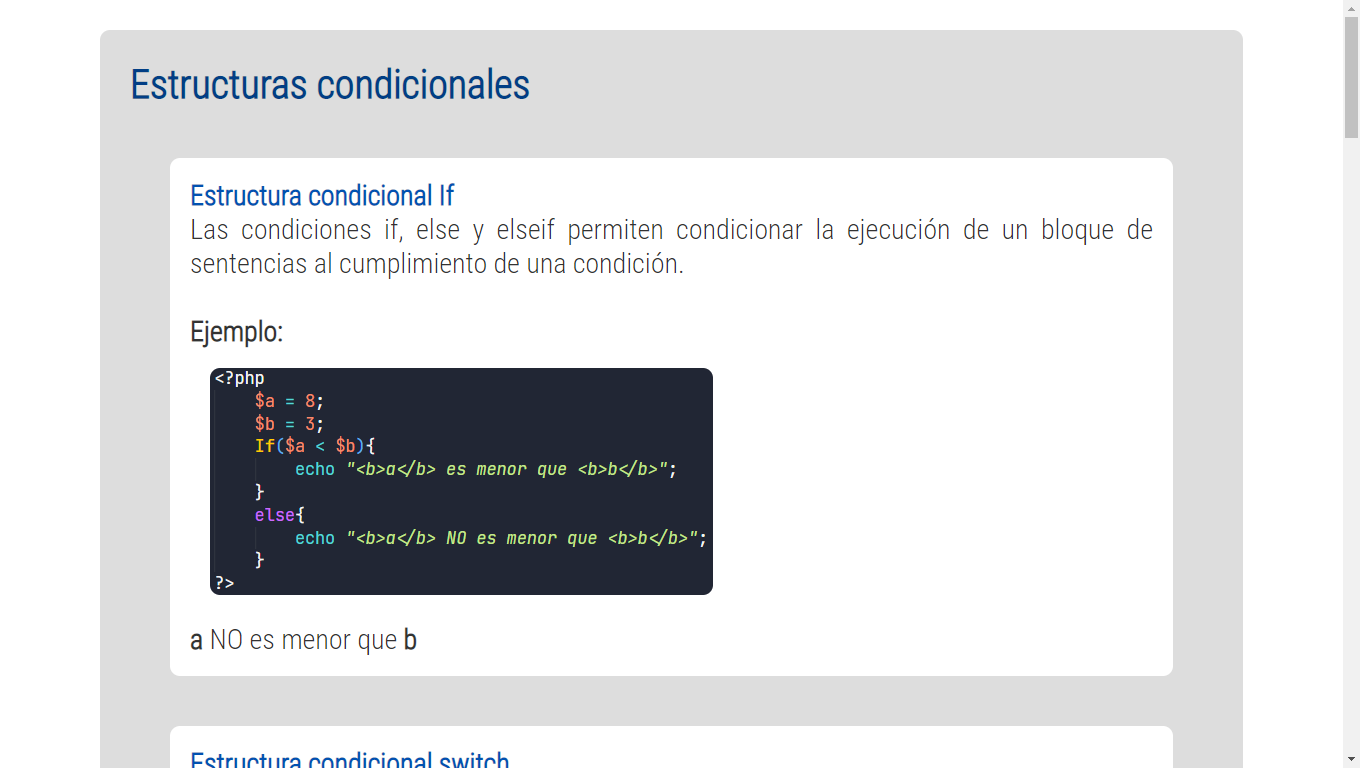 Estructuras condicionales
Estructura condicional If
Las condiciones if, else y elseif permiten condicionar la ejecución de un bloque de
sentencias al cumplimiento de una condición.
Ejemplo:
<?php
    $a = 8;
    $b = 3;
    If($a < $b){
        echo "<b>a</b> es menor que <b>b</b>";
    }
    else{
        echo "<b>a</b> NO es menor que <b>b</b>";
    }
?>
a NO es menor que b
Estructura condicional switch